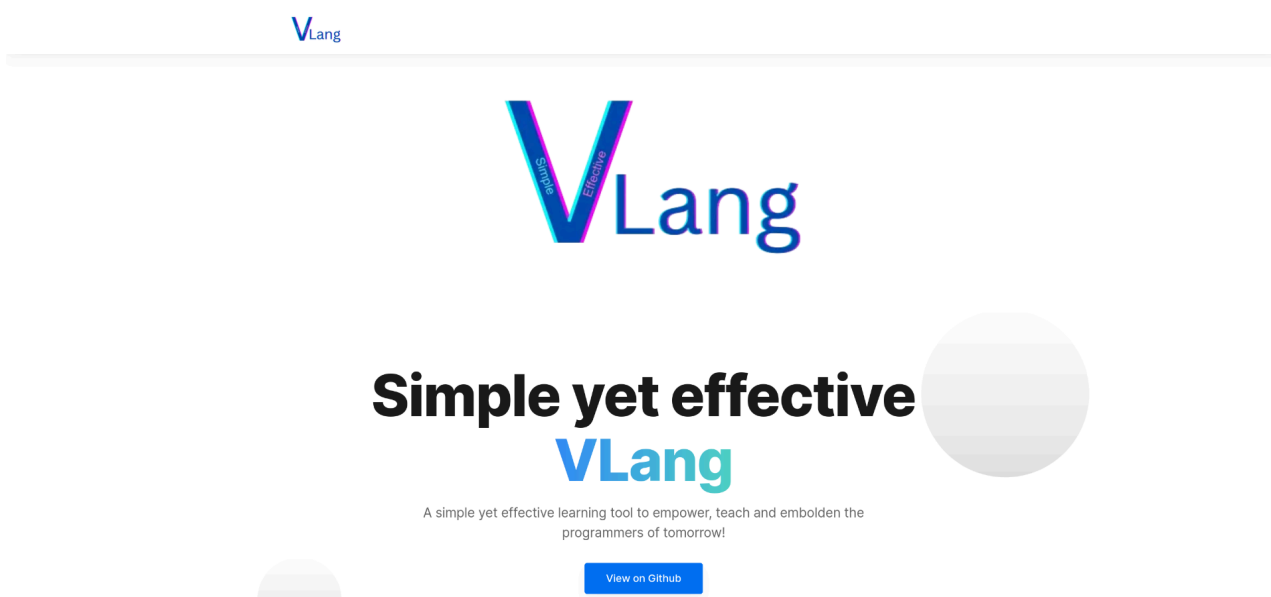 VLang
VLang
Simple
Effective
Simple yet effective
VLang
A simple yet effective learning tool to empower, teach and embolden the
programmers of tomorrow!
View on Github